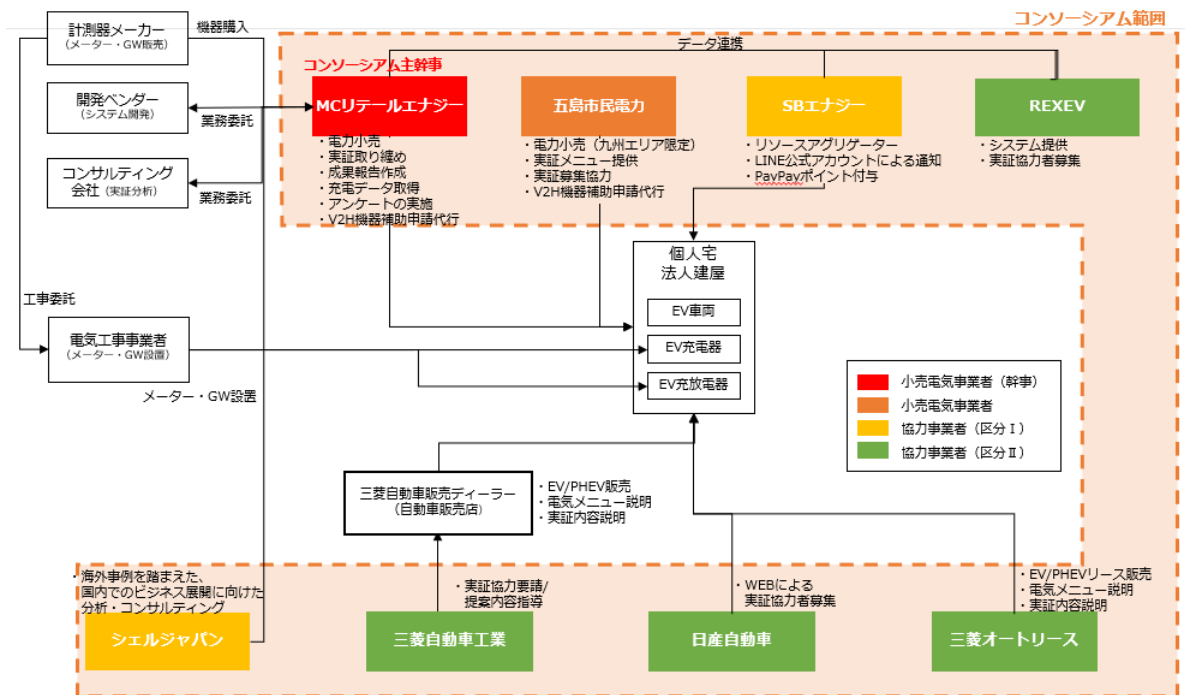 コンソーシアム範囲
計測器メーカー
（メーター・GW販売）
機器購入
データ連携
コンソーシアム主幹事
開発ベンダー
（システム開発）
業務委託
MCリテールエナジー
・電力小売
・実証取り纏め
・成果報告作成
・充電データ取得
・アンケートの実施
・V2H機器補助申請代行
五島市民電力
・電力小売（九州エリア限定）
・実証メニュー提供
・実証募集協力
・V2H機器補助申請代行
SBエナジー
・リソースアグリゲーター
・LINE公式アカウントによる通知
・PayPayポイント付与
REXEV
・システム提供
・実証協力者募集
コンサルティング
会社（実証分析）
業務委託
個人宅
法人建屋
EV車両
EV充電器
EV充放電器
工事委託
電気工事事業者
（メーター・GW設置）
メーター・GW設置
小売電気事業者（幹事）
小売電気事業者
協力事業者（区分Ⅰ）
協力事業者（区分Ⅱ）
三菱自動車販売ディーラー
（自動車販売店）
・EV/PHEV販売
・電気メニュー説明
・実証内容説明
・海外事例を踏まえた、
国内でのビジネス展開に向けた
分析・コンサルティング
シェルジャパン
・実証協力要請/
提案内容指導
三菱自動車工業
・WEBによる
実証協力者募集
日産自動車
・EV/PHEVリース販売
・電気メニュー説明
・実証内容説明
三菱オートリース